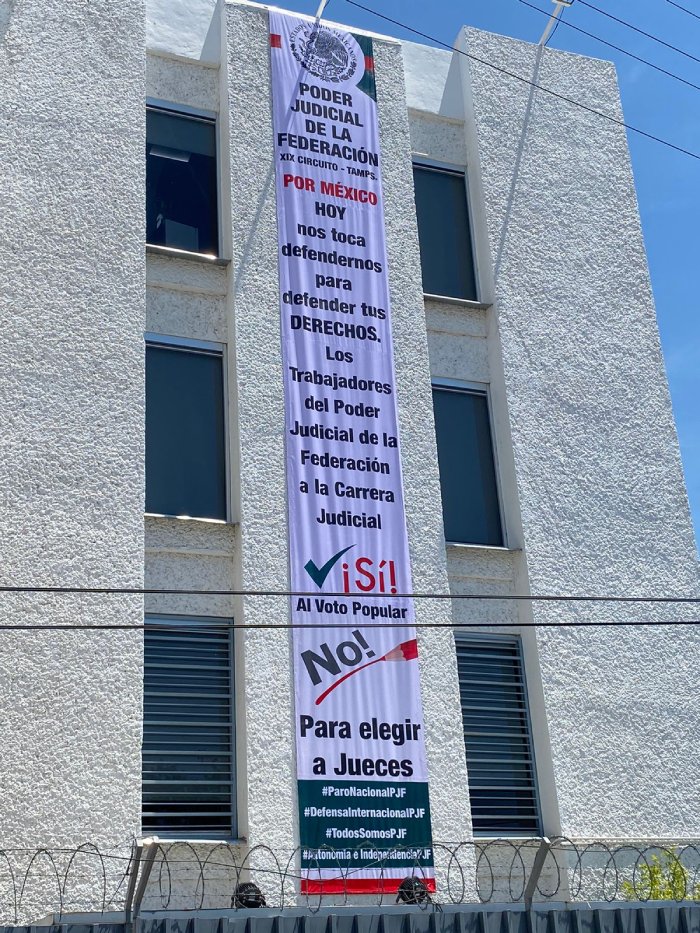 PODER
JUDICIAL
DE LA
FEDERACIÓN
XIX CIRCUITO - TAMPS.
POR MÉXICO
HOY
nos toca
defendernos
para
defender tus
DERECHOS.
Los
Trabajadores
del Poder
Judicial de la
Federación
a la Carrera
Judicial
¡Sí!
Al Voto Popular
No!
Para elegir
a Jueces
#ParoNacionalPJF
#DefensaInternacionalPJF
#TodosSomosPJF
#Autonomía e IndependenciaPJF